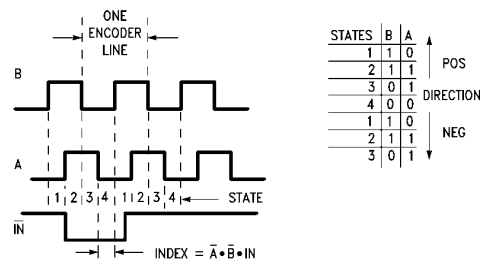 ONE
ENCODER
LINE
B
A
1 2 3 4 1 2 3 4 STATE
I̅N̅
INDEX = A̅•B̅•IN
STATES B A
1 1 0
2 1 1
3 0 1
4 0 0
1 1 0
2 1 1
3 0 1
POS
DIRECTION
NEG